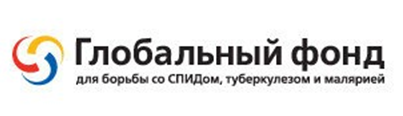 Глобальный фонд
для борьбы со СПИДом, туберкулезом и малярией